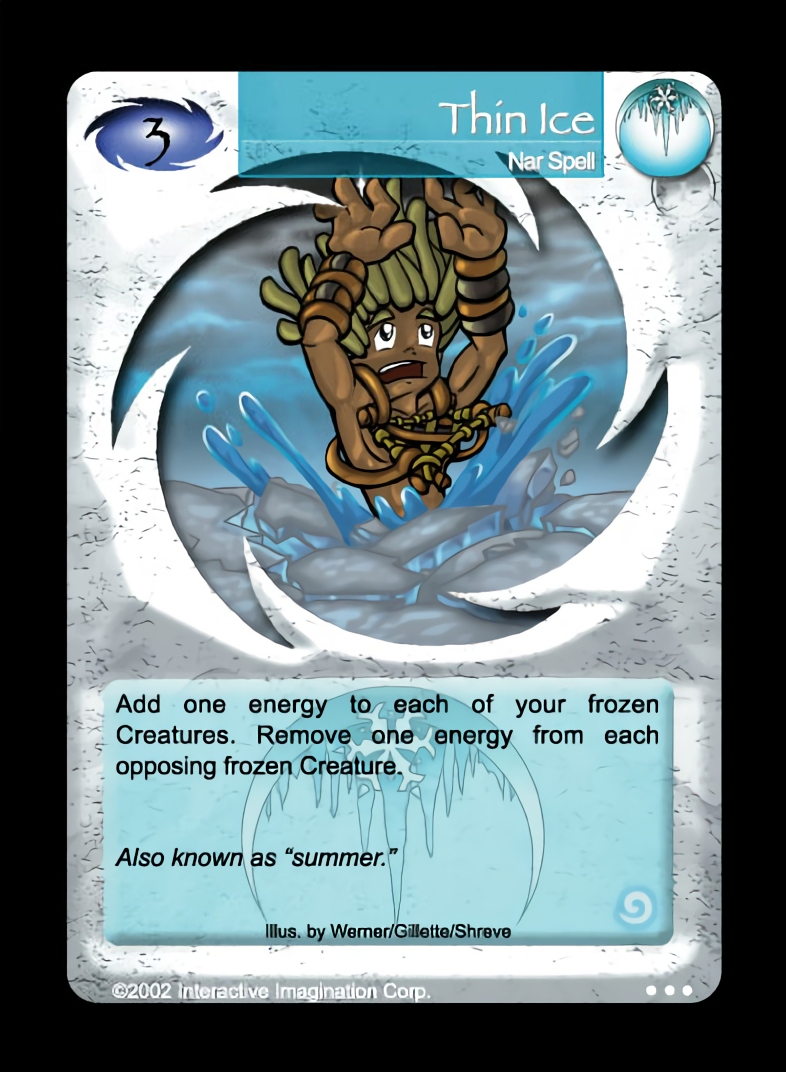 3
Thin Ice
Nar Spell
Add one energy to each of your frozen
Creatures. Remove one energy from each
opposing frozen Creature.
Also known as “summer.”
Illus. by Werner/Gillette/Shreve
©2002 Interactive Imagination Corp.